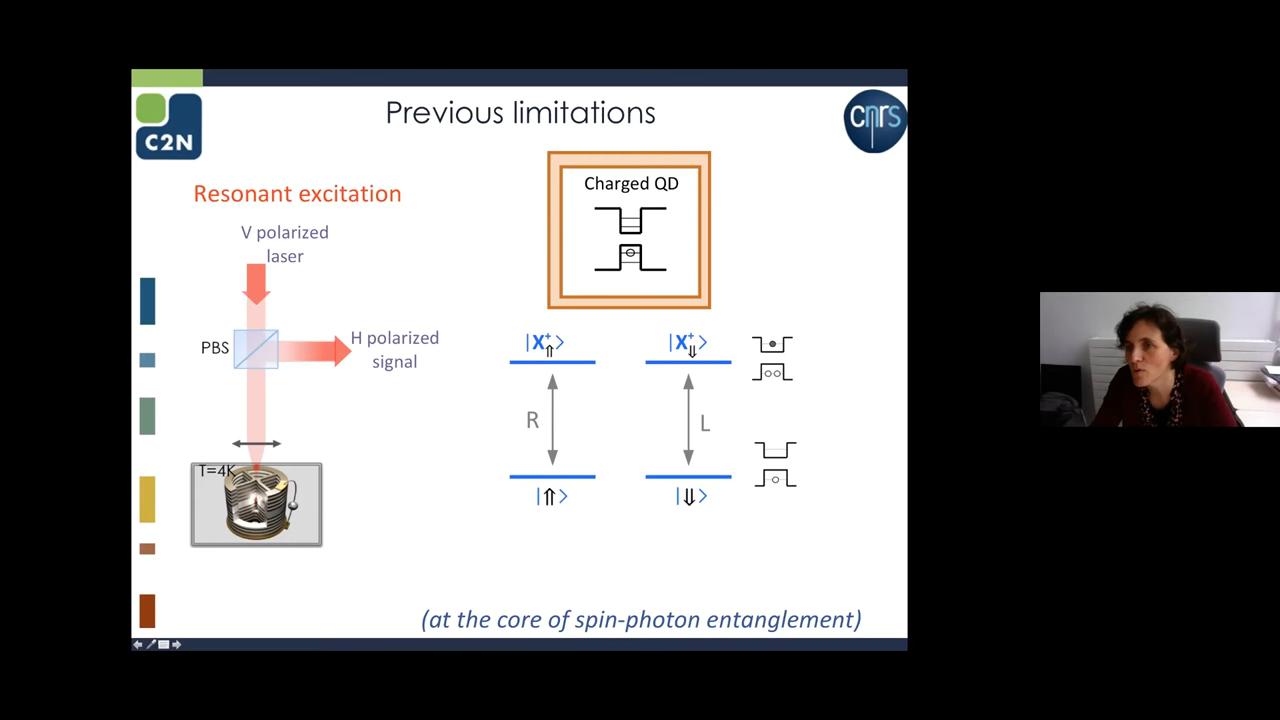 Previous limitations
C2N
cnrs
Charged QD
Resonant excitation
V polarized
laser
PBS
H polarized
signal
T=4K
|X⁺⇑>
|X⁺⇓>
R
L
|⇑>
|⇓>
(at the core of spin-photon entanglement)